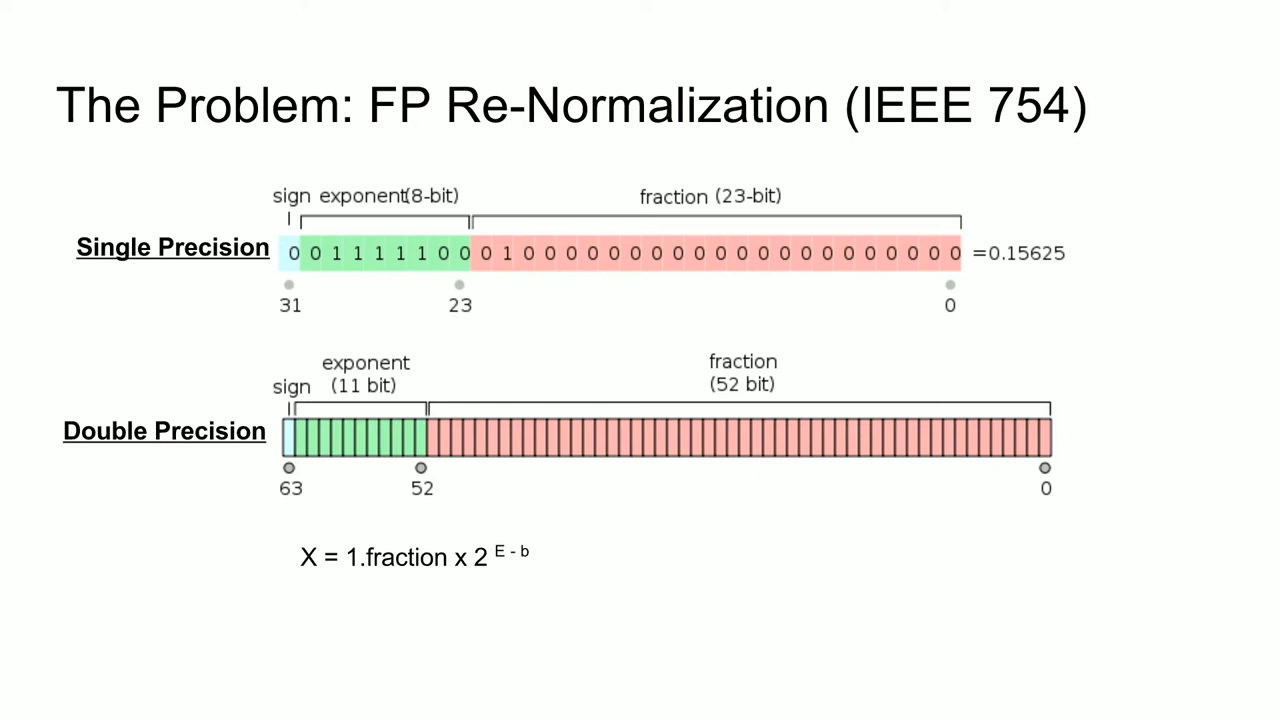 The Problem: FP Re-Normalization (IEEE 754)
sign exponent(8-bit) fraction (23-bit)
Single Precision 0 0 1 1 1 1 1 0 0 0 1 0 0 0 0 0 0 0 0 0 0 0 0 0 0 0 0 0 0 0 0 0 =0.15625
31 23 0
exponent fraction
sign (11 bit) (52 bit)
Double Precision
63 52 0
X = 1.fraction x 2 E - b